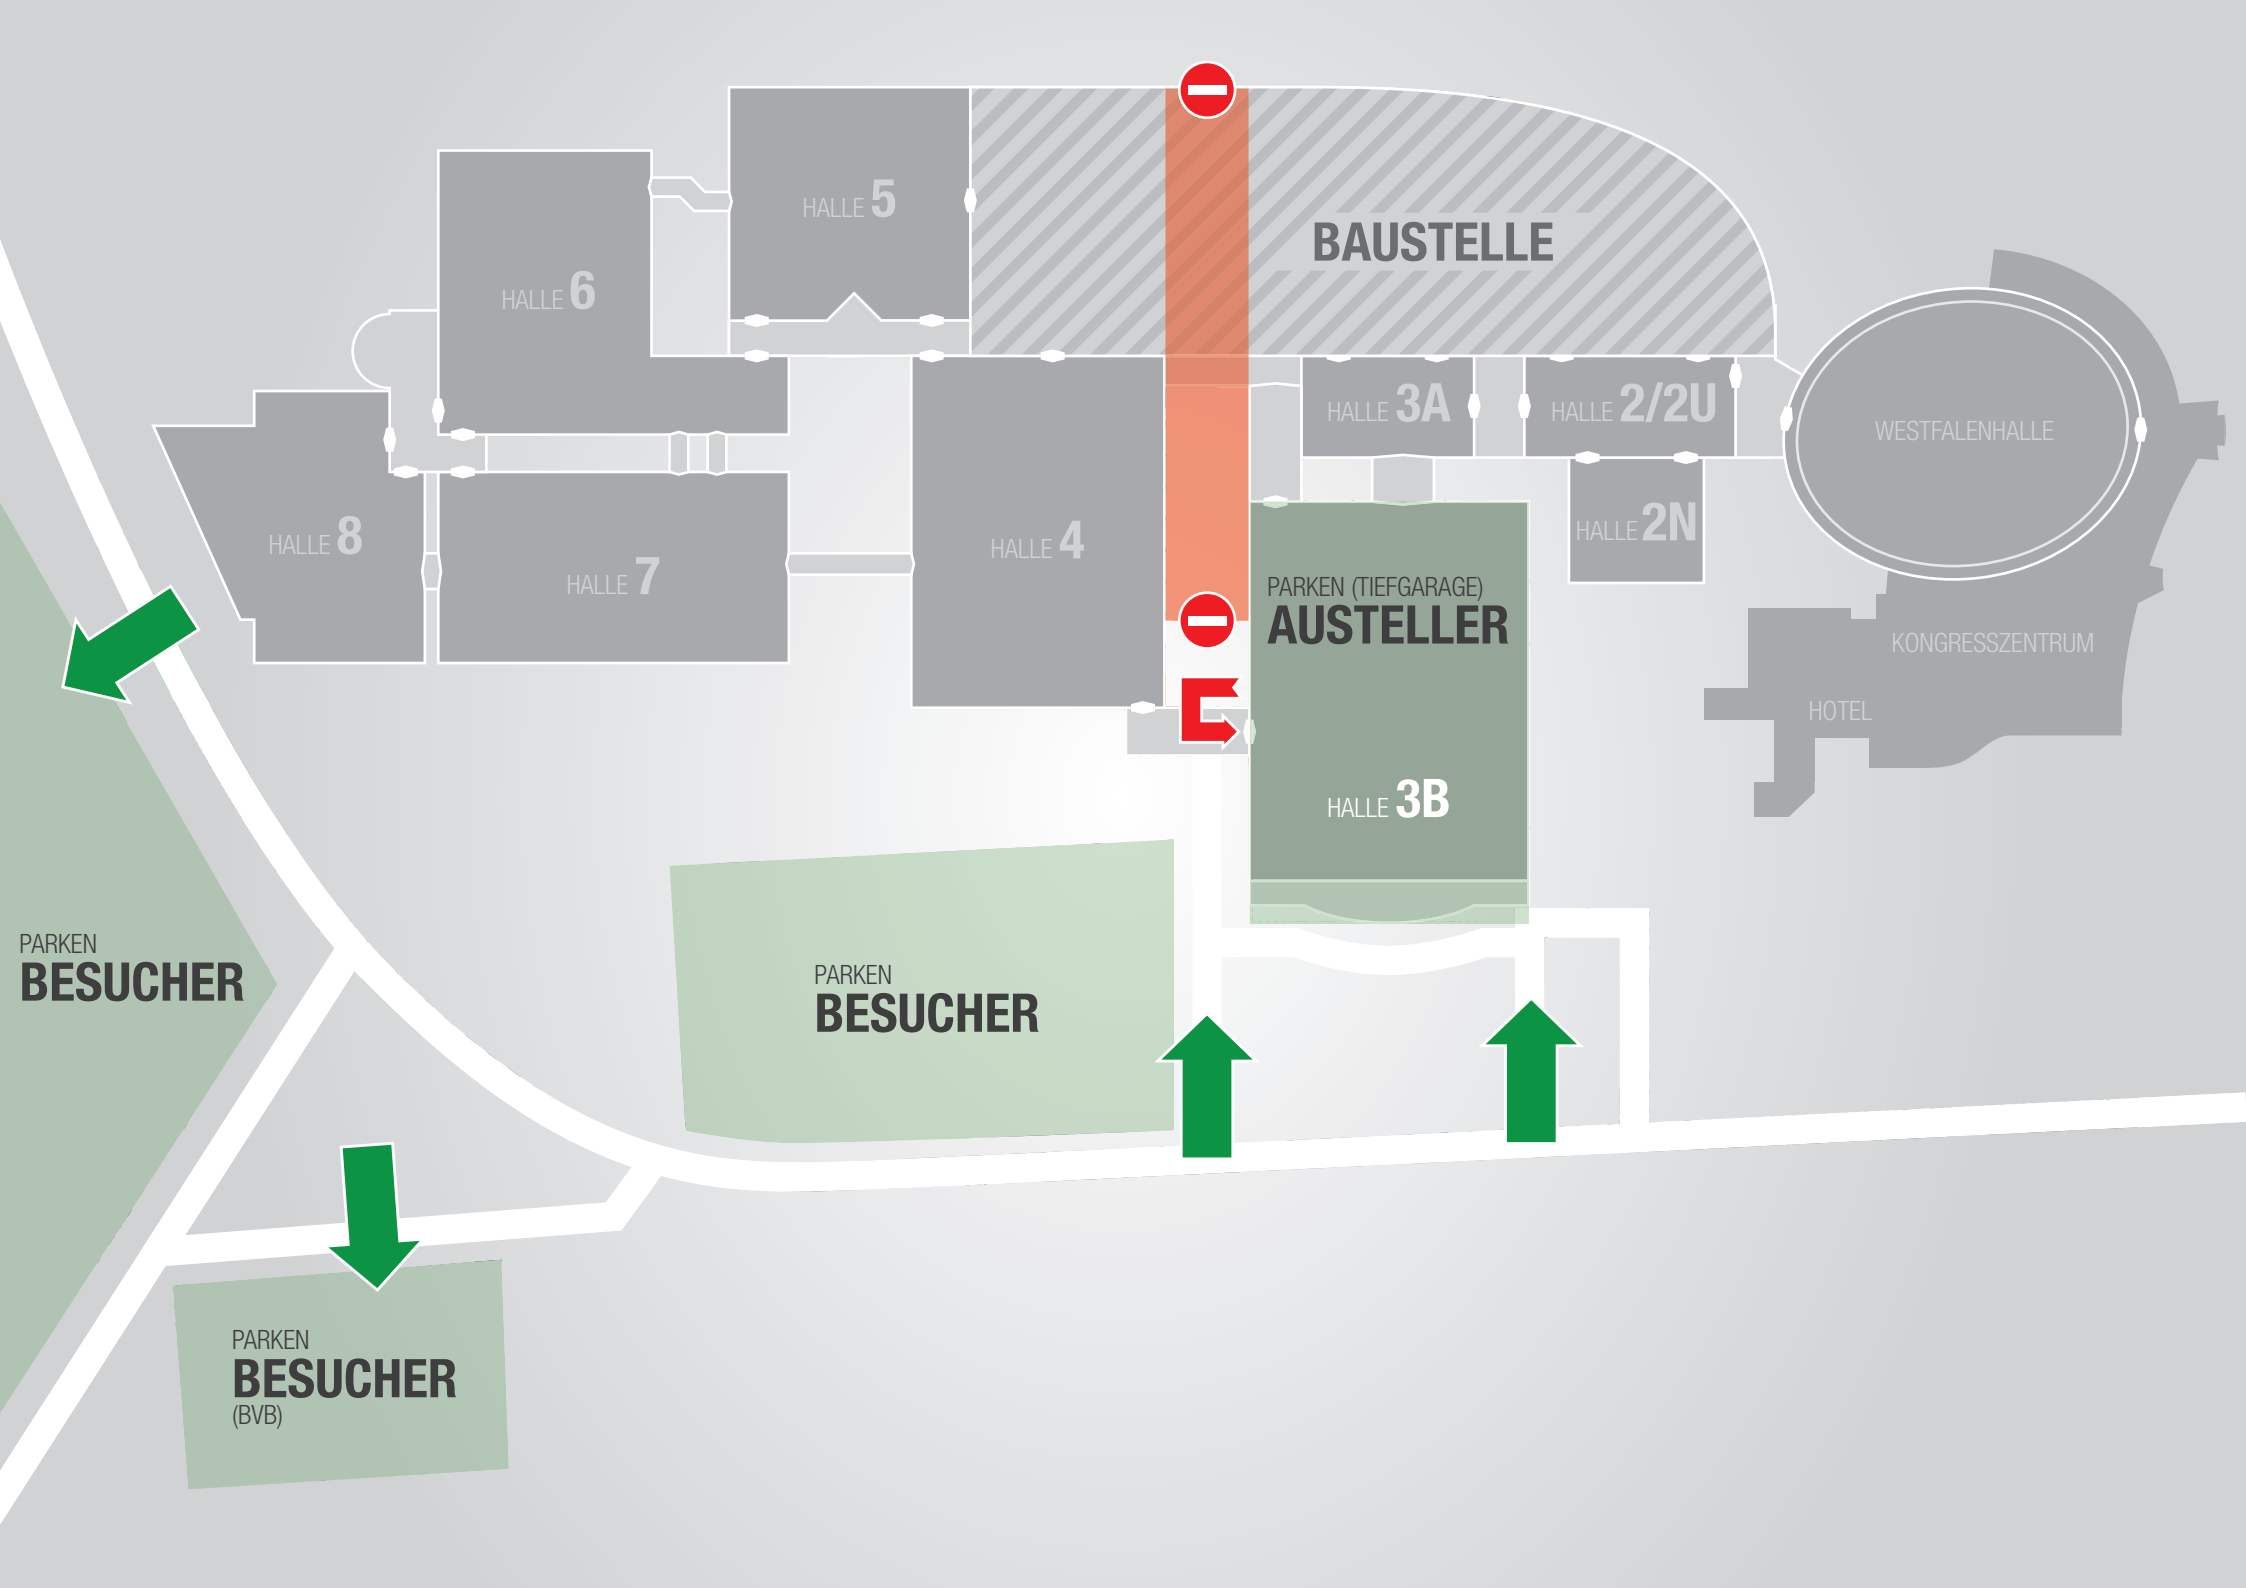 HALLE 5
BAUSTELLE
HALLE 6
HALLE 3A
HALLE 2/2U
WESTFALENHALLE
HALLE 8
HALLE 7
HALLE 4
HALLE 2N
PARKEN (TIEFGARAGE)
AUSTELLER
KONGRESSZENTRUM
HOTEL
HALLE 3B
PARKEN
BESUCHER
PARKEN
BESUCHER
PARKEN
BESUCHER
(BVB)